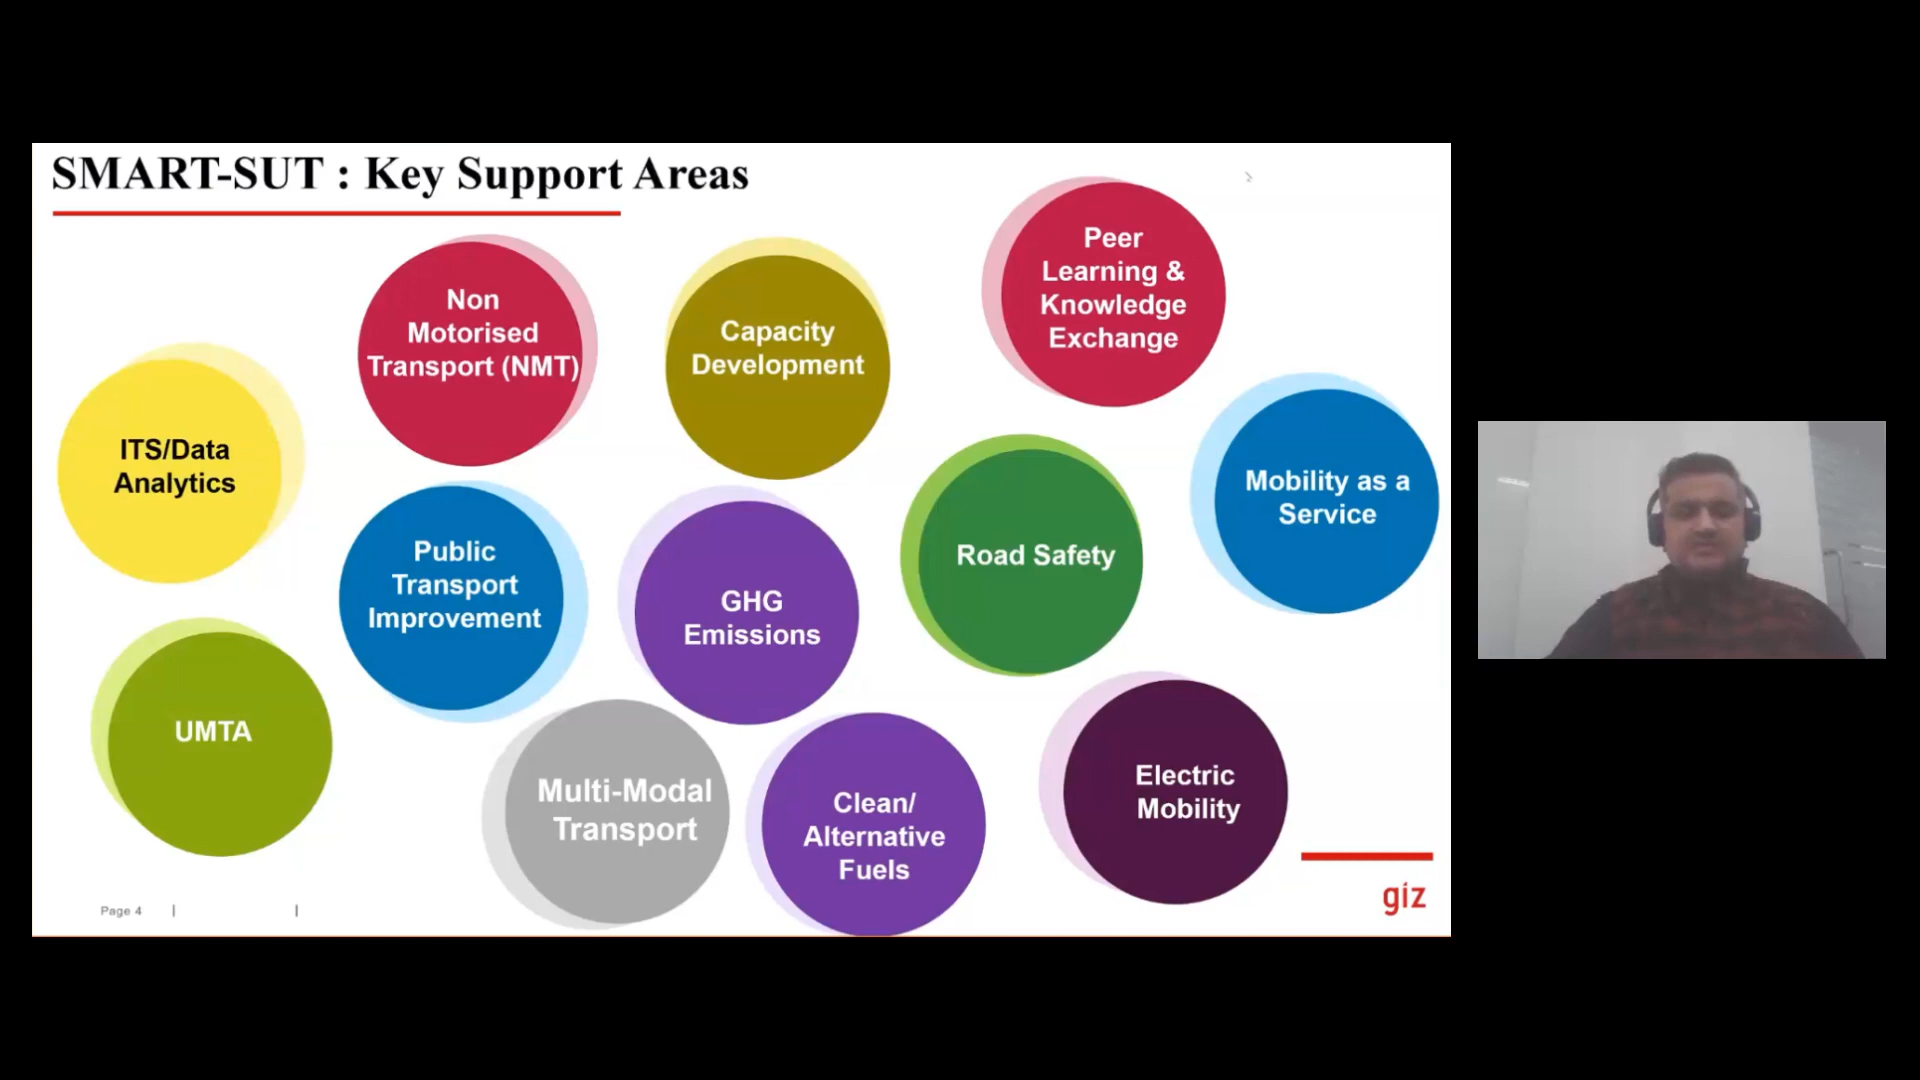 SMART-SUT : Key Support Areas
Peer
Learning &
Knowledge
Exchange
Non
Motorised
Transport (NMT)
Capacity
Development
ITS/Data
Analytics
Mobility as a
Service
Public
Transport
Improvement
GHG
Emissions
Road Safety
UMTA
Multi-Modal
Transport
Clean/
Alternative
Fuels
Electric
Mobility
giz
Page 4